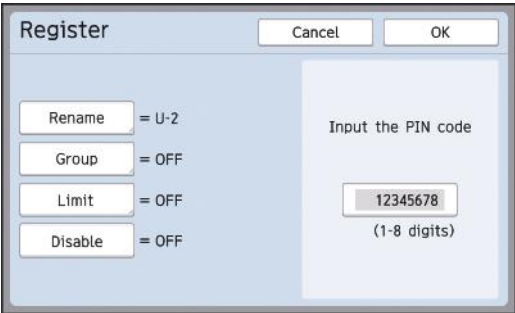 Register
Cancel
OK
Rename = U-2
Group = OFF
Limit = OFF
Disable = OFF
Input the PIN code
12345678
(1-8 digits)